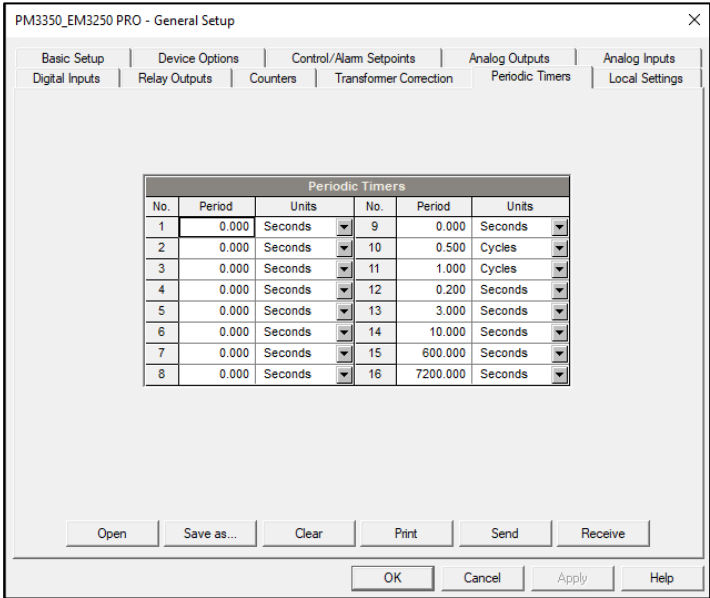 PM3350_EM3250 PRO - General Setup
Basic Setup Device Options Control/Alarm Setpoints Analog Outputs Analog Inputs
Digital Inputs Relay Outputs Counters Transformer Correction Periodic Timers Local Settings
Periodic Timers
No. Period Units No. Period Units
1 0.000 Seconds 9 0.000 Seconds
2 0.000 Seconds 10 0.500 Cycles
3 0.000 Seconds 11 1.000 Cycles
4 0.000 Seconds 12 0.200 Seconds
5 0.000 Seconds 13 3.000 Seconds
6 0.000 Seconds 14 10.000 Seconds
7 0.000 Seconds 15 600.000 Seconds
8 0.000 Seconds 16 7200.000 Seconds
Open Save as... Clear Print Send Receive
OK Cancel Apply Help